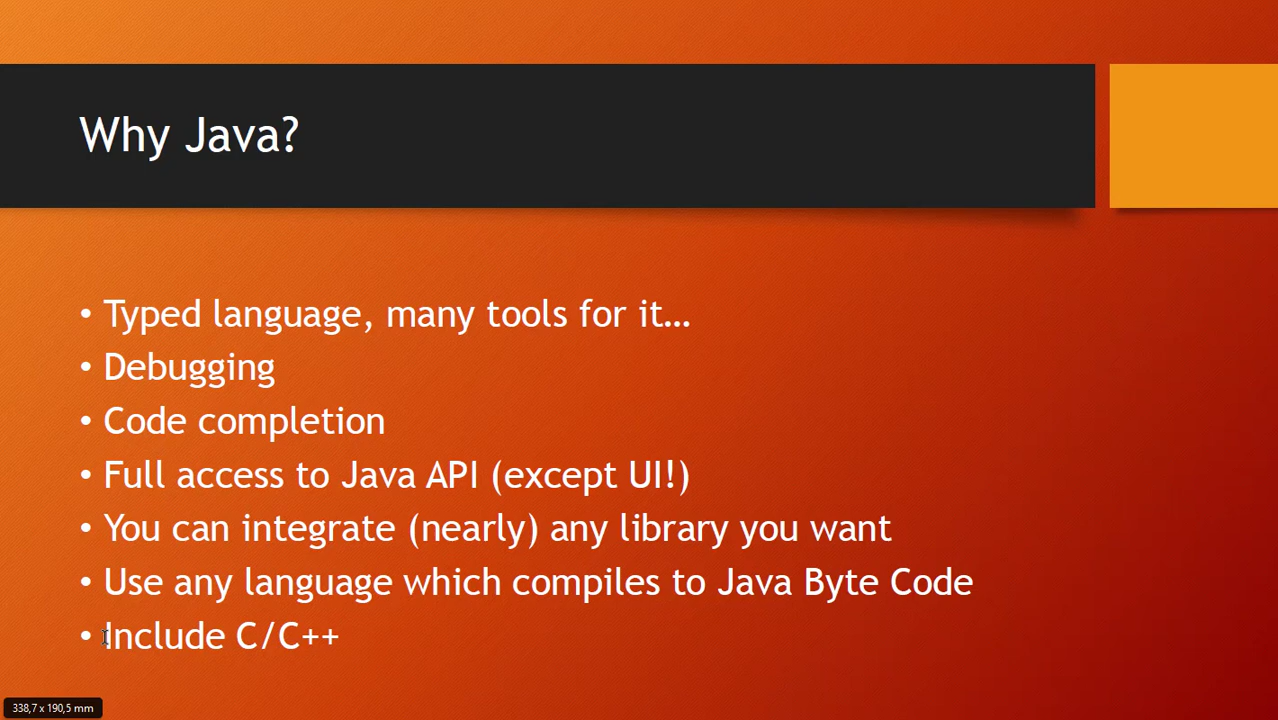 Why Java?
• Typed language, many tools for it…
• Debugging
• Code completion
• Full access to Java API (except UI!)
• You can integrate (nearly) any library you want
• Use any language which compiles to Java Byte Code
• Include C/C++
338,7 x 190,5 mm